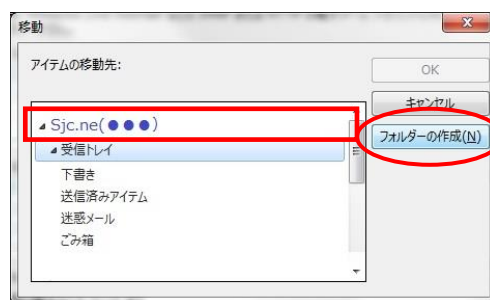 移動
アイテムの移動先:
OK
キャンセル
Sjc.ne(●●●)
フォルダーの作成(N)
受信トレイ
下書き
送信済みアイテム
迷惑メール
ごみ箱